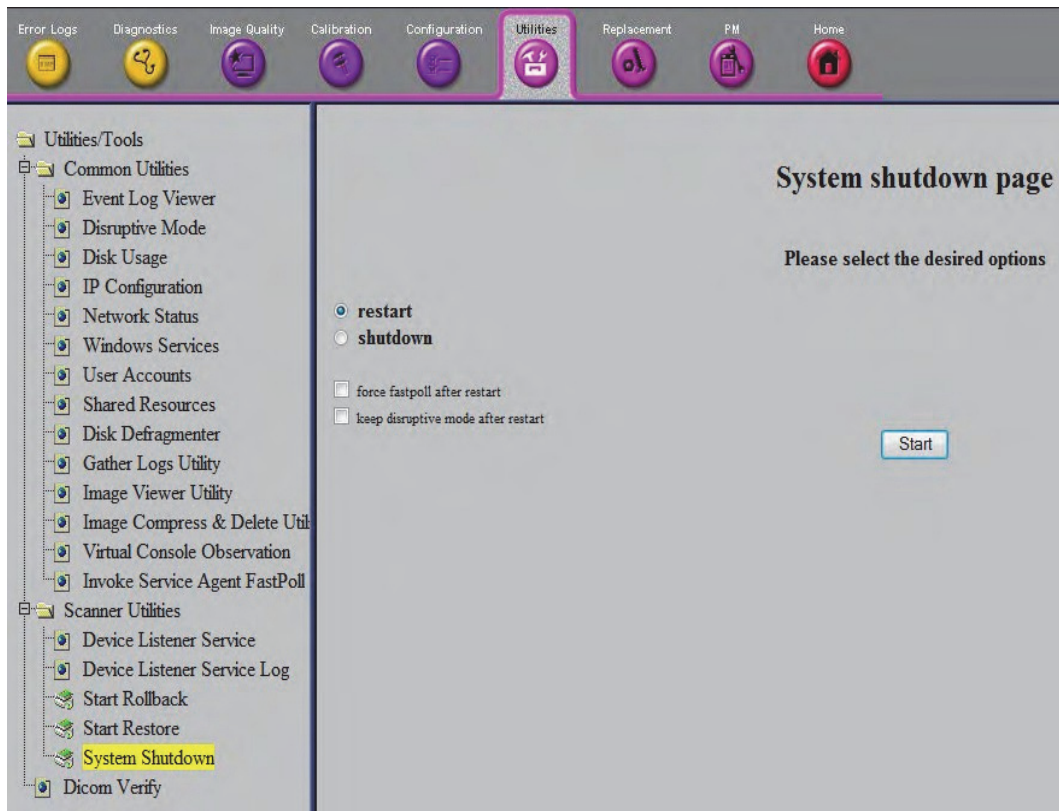 Error Logs
Diagnostics
Image Quality
Calibration
Configuration
Utilities
Replacement
PM
Home
Utilities/Tools
Common Utilities
Event Log Viewer
Disruptive Mode
Disk Usage
IP Configuration
Network Status
Windows Services
User Accounts
Shared Resources
Disk Defragmenter
Gather Logs Utility
Image Viewer Utility
Image Compress & Delete Util
Virtual Console Observation
Invoke Service Agent FastPoll
Scanner Utilities
Device Listener Service
Device Listener Service Log
Start Rollback
Start Restore
System Shutdown
Dicom Verify
System shutdown page
Please select the desired options
restart
shutdown
force fastpoll after restart
keep disruptive mode after restart
Start